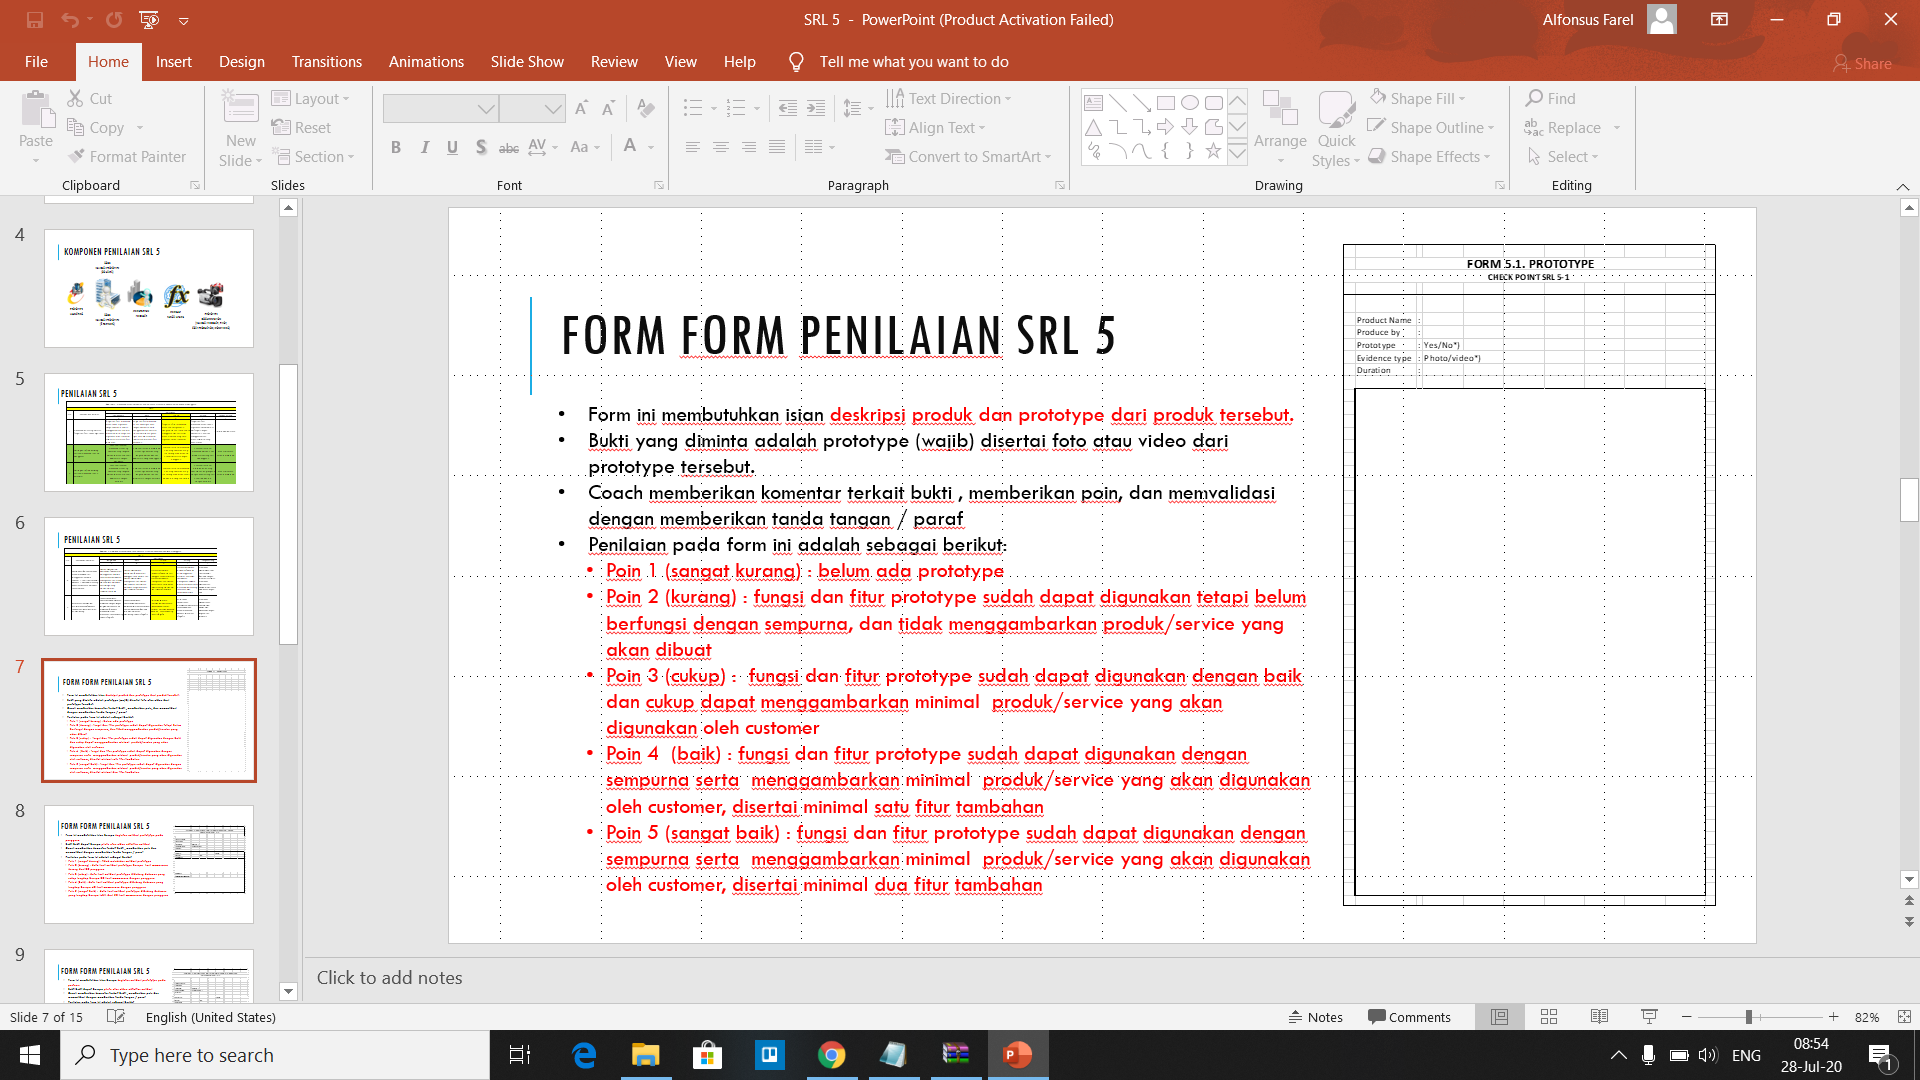 SRL 5 - PowerPoint (Product Activation Failed)
Alfonsus Farel
File
Home
Insert
Design
Transitions
Animations
Slide Show
Review
View
Help
Tell me what you want to do
Share
Paste
Cut
Copy
Format Painter
Clipboard
New
Slide
Layout
Reset
Section
Slides
Font
Text Direction
Align Text
Convert to SmartArt
Paragraph
Arrange
Quick
Styles
Shape Fill
Shape Outline
Shape Effects
Drawing
Find
Replace
Select
Editing
4
KOMPONEN PENILAIAN SRL 5
5
PENILAIAN SRL 5
6
PENILAIAN SRL 5
7
FORM FORM PENILAIAN SRL 5
8
FORM FORM PENILAIAN SRL 5
9
FORM FORM PENILAIAN SRL 5
FORM FORM PENILAIAN SRL 5
• Form ini membutuhkan isian deskripsi produk dan prototype dari produk tersebut.
• Bukti yang diminta adalah prototype (wajib) disertai foto atau video dari
prototype tersebut.
• Coach memberikan komentar terkait bukti , memberikan poin, dan memvalidasi
dengan memberikan tanda tangan / paraf
• Penilaian pada form ini adalah sebagai berikut:
• Poin 1 (sangat kurang) : belum ada prototype
• Poin 2 (kurang) : fungsi dan fitur prototype sudah dapat digunakan tetapi belum
berfungsi dengan sempurna, dan tidak menggambarkan produk/service yang
akan dibuat
• Poin 3 (cukup) : fungsi dan fitur prototype sudah dapat digunakan dengan baik
dan cukup dapat menggambarkan minimal produk/service yang akan
digunakan oleh customer
• Poin 4 (baik) : fungsi dan fitur prototype sudah dapat digunakan dengan
sempurna serta menggambarkan minimal produk/service yang akan digunakan
oleh customer, disertai minimal satu fitur tambahan
• Poin 5 (sangat baik) : fungsi dan fitur prototype sudah dapat digunakan dengan
sempurna serta menggambarkan minimal produk/service yang akan digunakan
oleh customer, disertai minimal dua fitur tambahan
FORM 5.1. PROTOTYPE
CHECK POINT SRL 5-1
Product Name :
Produce by :
Prototype : Yes/No*)
Evidence type : Photo/video*)
Duration :
Click to add notes
Slide 7 of 15
English (United States)
Notes
Comments
82%
Type here to search
ENG
08:54
28-Jul-20
1